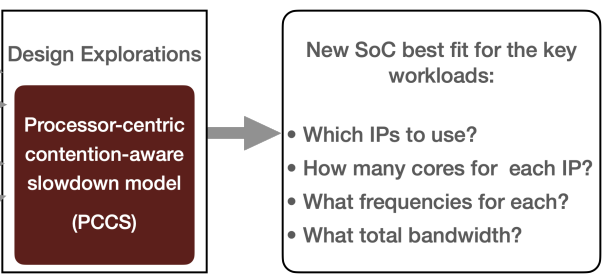 Design Explorations
Processor-centric
contention-aware
slowdown model
(PCCS)
New SoC best fit for the key
workloads:
• Which IPs to use?
• How many cores for each IP?
• What frequencies for each?
• What total bandwidth?